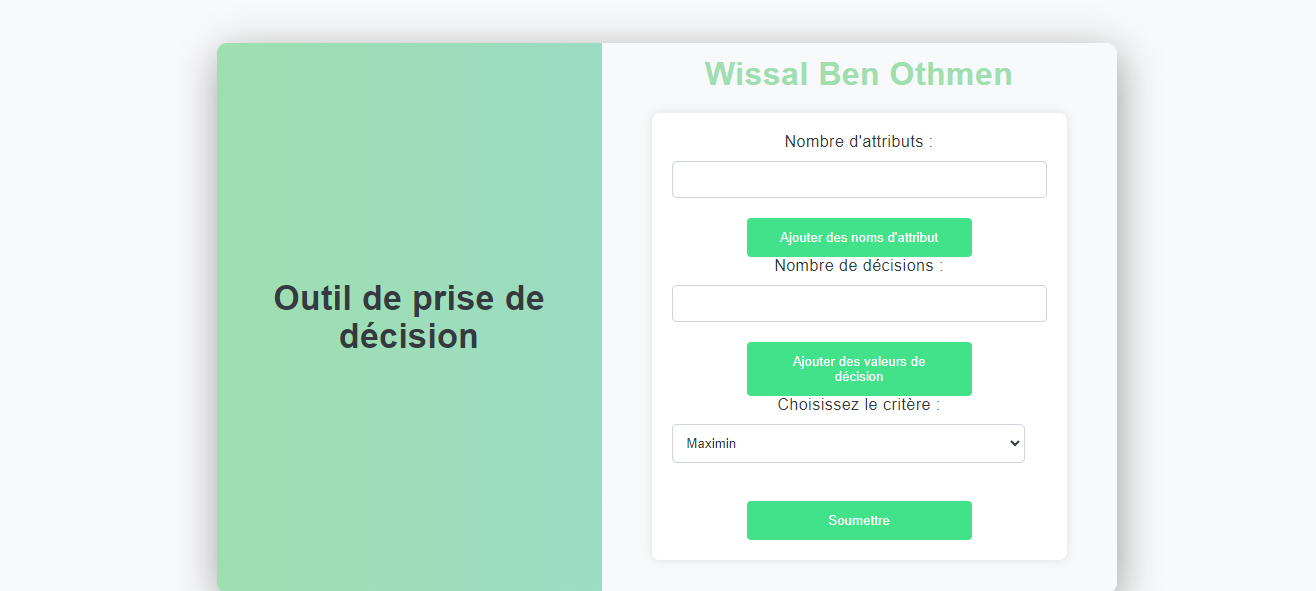 Outil de prise de
décision
Wissal Ben Othmen
Nombre d'attributs :
Ajouter des noms d'attribut
Nombre de décisions :
Ajouter des valeurs de
décision
Choisissez le critère :
Maximin
Soumettre